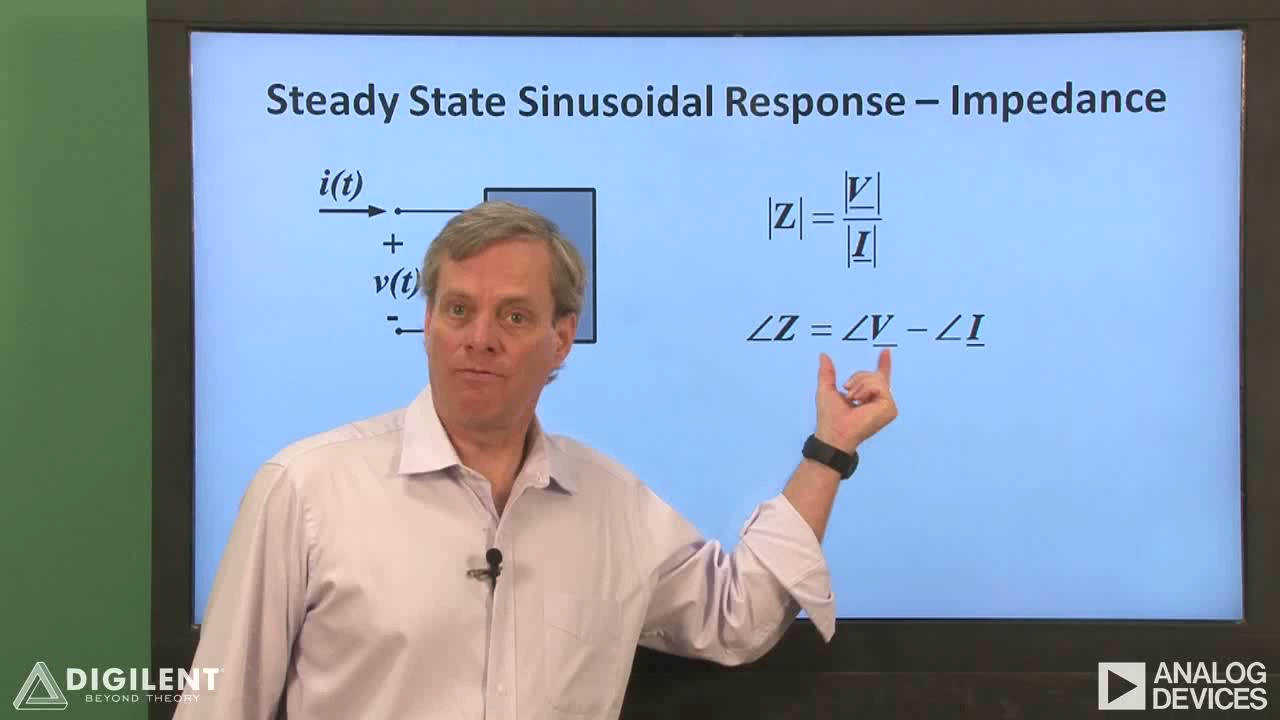 Steady State Sinusoidal Response – Impedance
i(t)
+
v(t)
-
|Z| = |V| / |I|
∠Z = ∠V – ∠I
DIGILENT
BEYOND THEORY
ANALOG
DEVICES